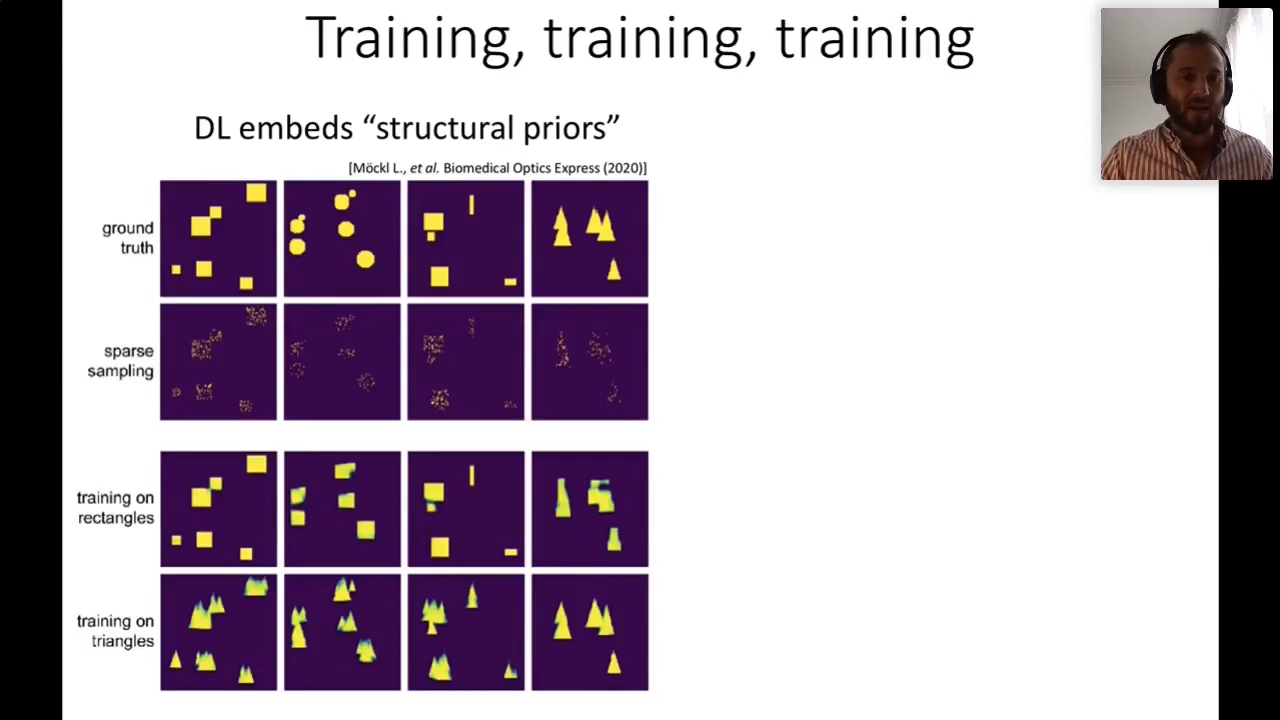 Training, training, training
DL embeds “structural priors”
[Möckl L., et al. Biomedical Optics Express (2020)]
ground
truth
sparse
sampling
training on
rectangles
training on
triangles